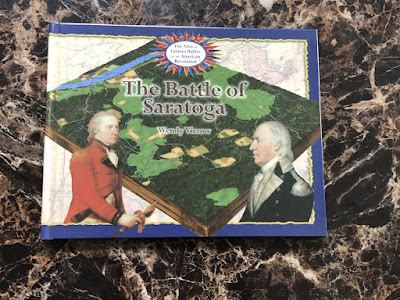 The Atlas of
Famous Battles
of the American
Revolution
The Battle of
Saratoga
Wendy Vierow